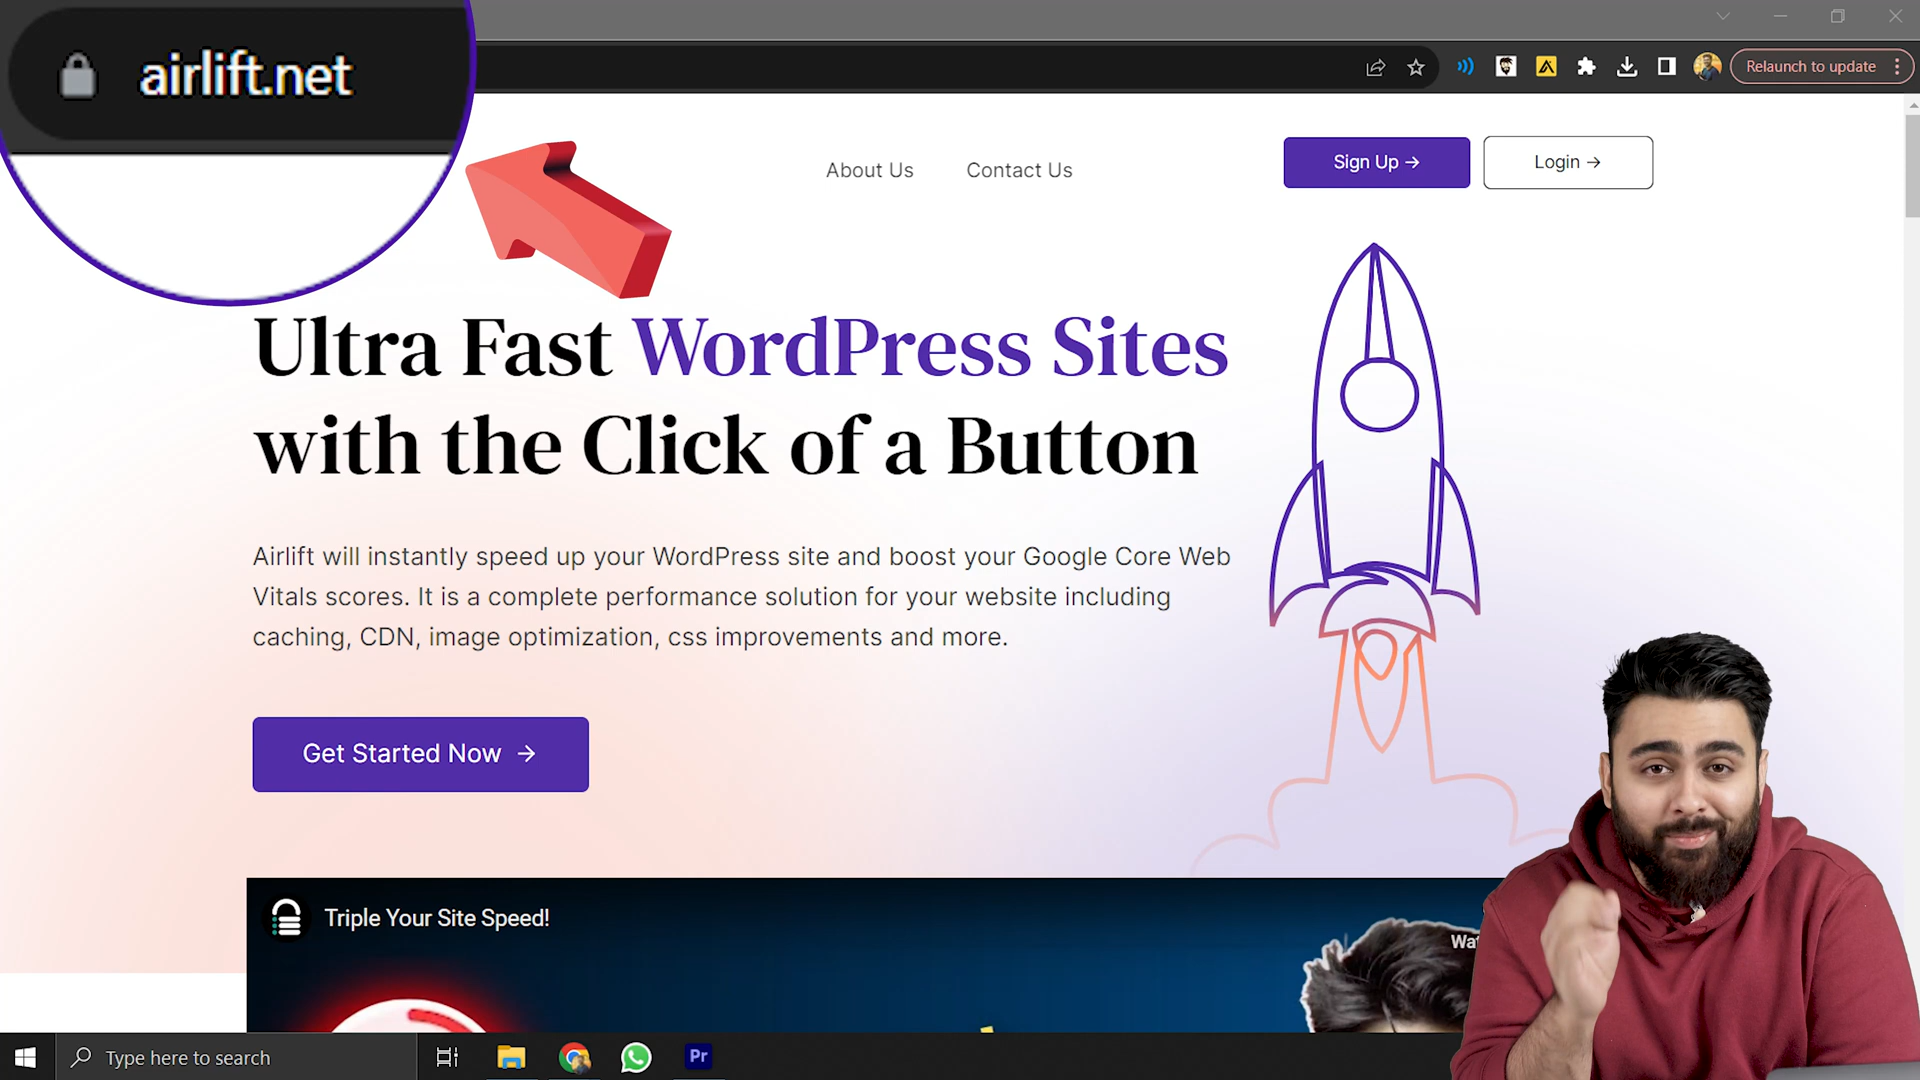 airlift.net
Relaunch to update
About Us
Contact Us
Sign Up →
Login →
Ultra Fast WordPress Sites
with the Click of a Button
Airlift will instantly speed up your WordPress site and boost your Google Core Web
Vitals scores. It is a complete performance solution for your website including
caching, CDN, image optimization, css improvements and more.
Get Started Now →
Triple Your Site Speed!
Type here to search
Pr